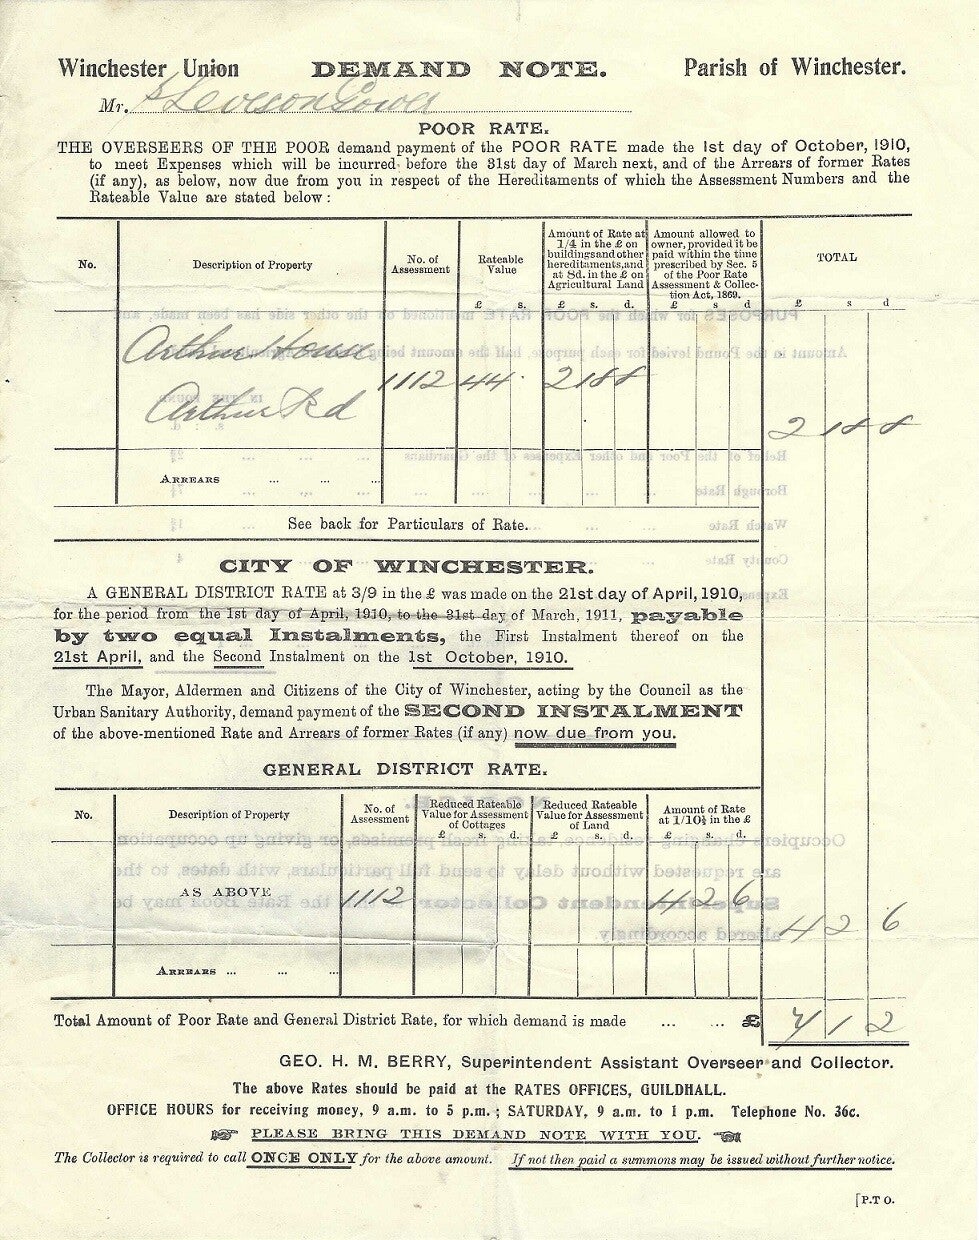 Winchester Union DEMAND NOTE. Parish of Winchester.
Mr. Leveson Gower
POOR RATE.
THE OVERSEERS OF THE POOR demand payment of the POOR RATE made the 1st day of October, 1910,
to meet Expenses which will be incurred before the 31st day of March next, and of the Arrears of former Rates
(if any), as below, now due from you in respect of the Hereditaments of which the Assessment Numbers and the
Rateable Value are stated below :
No. Description of Property No. of Assessment Rateable Value £ s. Amount of Rate at 1/4 in the £ on buildings and other hereditaments, and at 8d. in the £ on Agricultural Land £ s. d. Amount allowed to owner, provided it be paid within the time prescribed by Sec. 5 of the Poor Rate Assessment & Collection Act, 1869. £ s d TOTAL £ s d
Arthur House
Arthur Rd 1112 44 2 18 8 2 18 8
ARREARS ... ... ...
See back for Particulars of Rate.
CITY OF WINCHESTER.
A GENERAL DISTRICT RATE at 3/9 in the £ was made on the 21st day of April, 1910,
for the period from the 1st day of April, 1910, to the 31st day of March, 1911, payable
by two equal Instalments, the First Instalment thereof on the
21st April, and the Second Instalment on the 1st October, 1910.
The Mayor, Aldermen and Citizens of the City of Winchester, acting by the Council as the
Urban Sanitary Authority, demand payment of the SECOND INSTALMENT
of the above-mentioned Rate and Arrears of former Rates (if any) now due from you.
GENERAL DISTRICT RATE.
No. Description of Property No. of Assessment Reduced Rateable Value for Assessment of Cottages £ s. d. Reduced Rateable Value for Assessment of Land £ s. d. Amount of Rate at 1/10½ in the £ £ s. d.
AS ABOVE 1112 4 2 6 4 2 6
ARREARS ... ... ...
Total Amount of Poor Rate and General District Rate, for which demand is made ... ... £ 7 1 2
GEO. H. M. BERRY, Superintendent Assistant Overseer and Collector.
The above Rates should be paid at the RATES OFFICES, GUILDHALL.
OFFICE HOURS for receiving money, 9 a.m. to 5 p.m. ; SATURDAY, 9 a.m. to 1 p.m. Telephone No. 36c.
PLEASE BRING THIS DEMAND NOTE WITH YOU.
The Collector is required to call ONCE ONLY for the above amount. If not then paid a summons may be issued without further notice.
[P.T O.